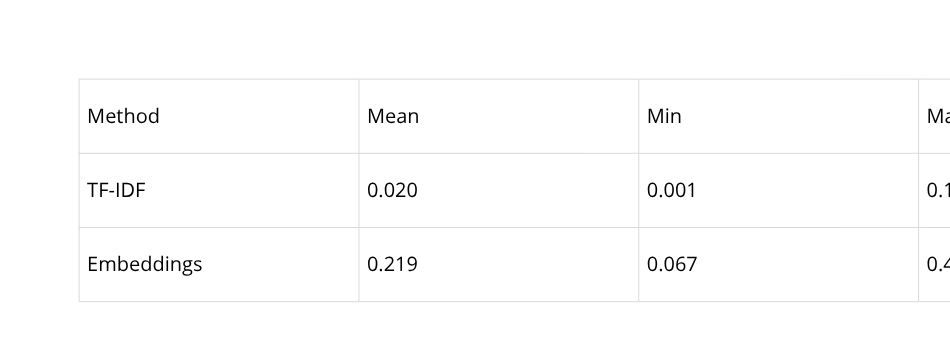 Method Mean Min
TF-IDF 0.020 0.001
Embeddings 0.219 0.067